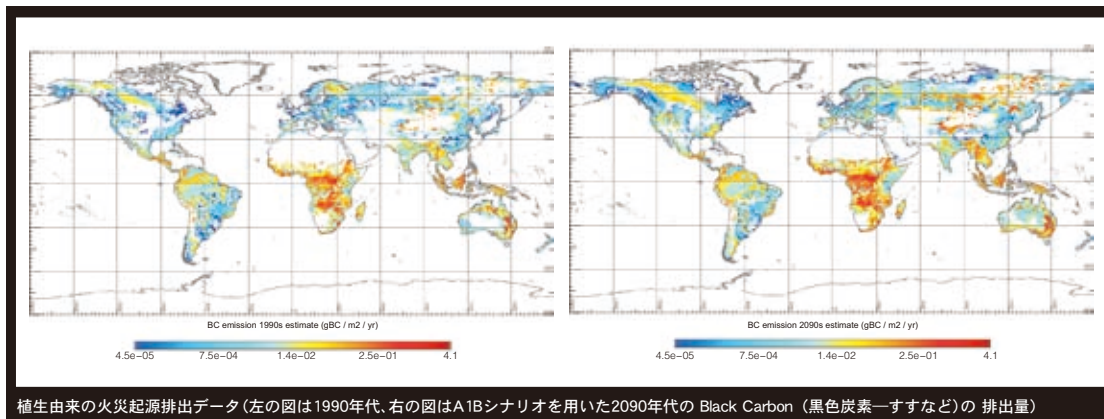 BC emission 1990s estimate (gBC / m2 / yr)
4.5e−05 7.5e−04 1.4e−02 2.5e−01 4.1
BC emission 2090s estimate (gBC / m2 / yr)
4.5e−05 7.5e−04 1.4e−02 2.5e−01 4.1
植生由来の火災起源排出データ(左の図は1990年代、右の図はA1Bシナリオを用いた2090年代の Black Carbon (黒色炭素―すすなど)の 排出量)